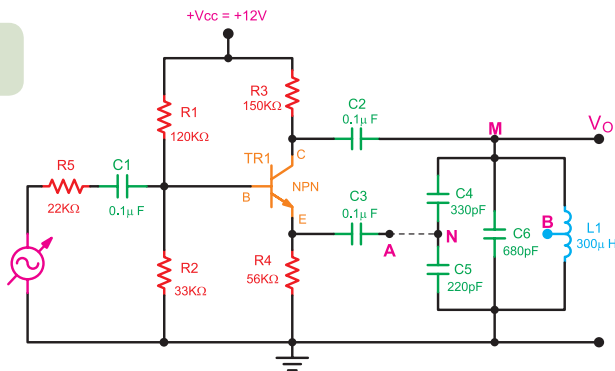 +Vcc = +12V
R3
150KΩ
C2
0.1μ F
R1
120KΩ
M
V_O
TR1
C
NPN
B
E
R5
22KΩ
C1
0.1μ F
C3
0.1μ F
A
N
C4
330pF
C6
680pF
B
L1
300μ H
C5
220pF
R2
33KΩ
R4
56KΩ